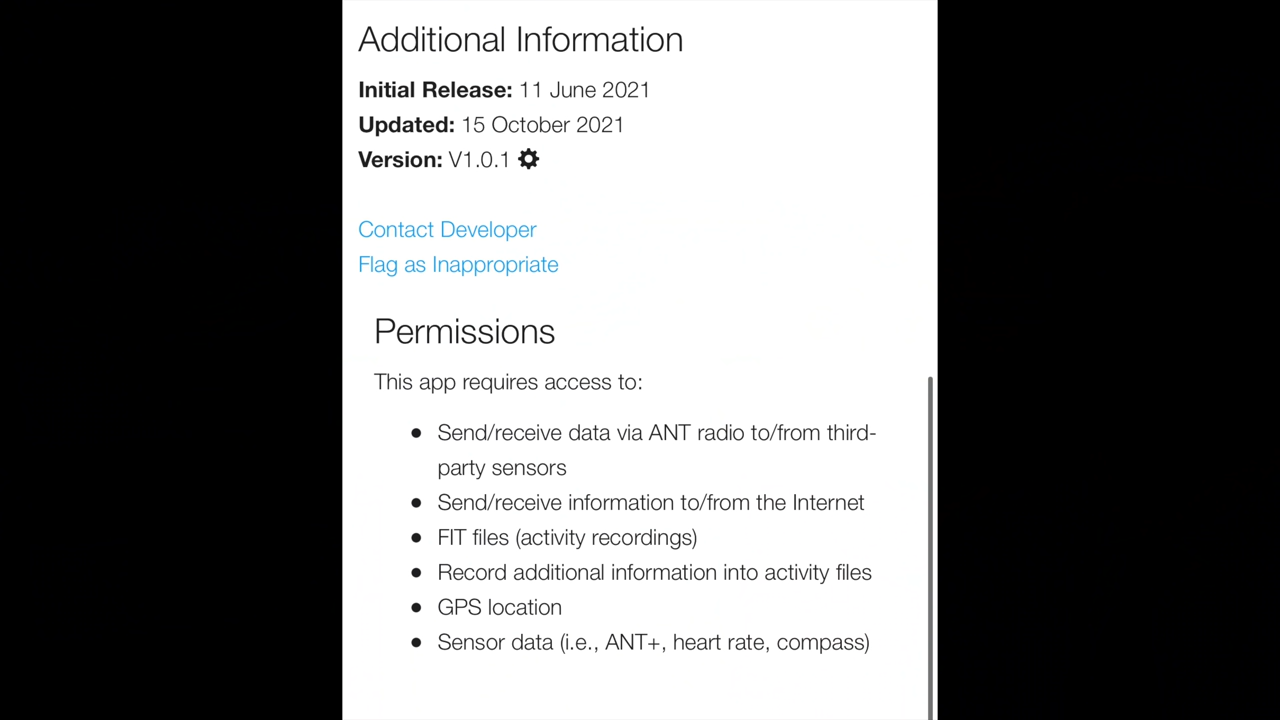 Additional Information
Initial Release: 11 June 2021
Updated: 15 October 2021
Version: V1.0.1
Contact Developer
Flag as Inappropriate
Permissions
This app requires access to:
● Send/receive data via ANT radio to/from third-
party sensors
● Send/receive information to/from the Internet
● FIT files (activity recordings)
● Record additional information into activity files
● GPS location
● Sensor data (i.e., ANT+, heart rate, compass)